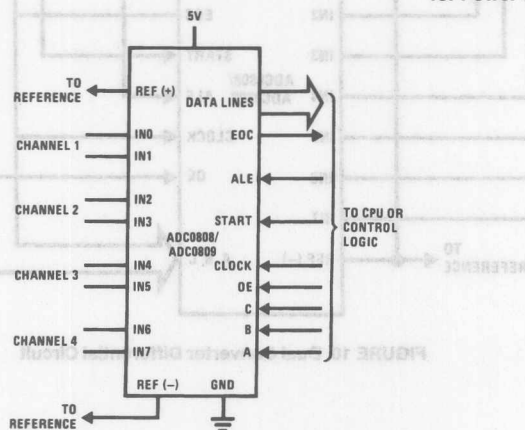 5V
TO
REFERENCE
REF (+)
DATA LINES
EOC
CHANNEL 1
IN0
IN1
ALE
CHANNEL 2
IN2
IN3
START
TO CPU OR
CONTROL
LOGIC
ADC0808/
ADC0809
CHANNEL 3
IN4
IN5
CLOCK
OE
C
CHANNEL 4
IN6
IN7
B
A
REF (−)
GND
TO
REFERENCE